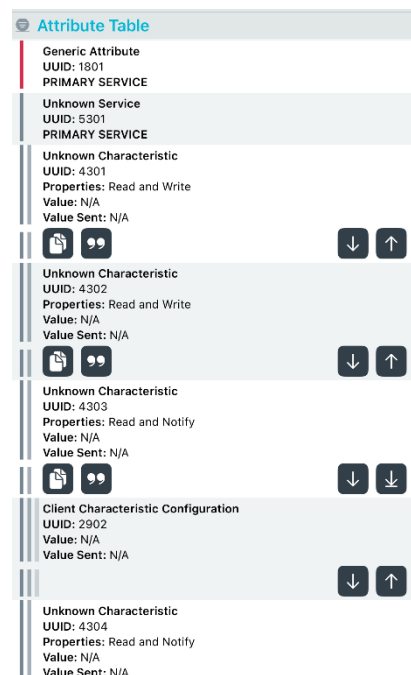 Attribute Table
Generic Attribute
UUID: 1801
PRIMARY SERVICE
Unknown Service
UUID: 5301
PRIMARY SERVICE
Unknown Characteristic
UUID: 4301
Properties: Read and Write
Value: N/A
Value Sent: N/A
Unknown Characteristic
UUID: 4302
Properties: Read and Write
Value: N/A
Value Sent: N/A
Unknown Characteristic
UUID: 4303
Properties: Read and Notify
Value: N/A
Value Sent: N/A
Client Characteristic Configuration
UUID: 2902
Value: N/A
Value Sent: N/A
Unknown Characteristic
UUID: 4304
Properties: Read and Notify
Value: N/A
Value Sent: N/A